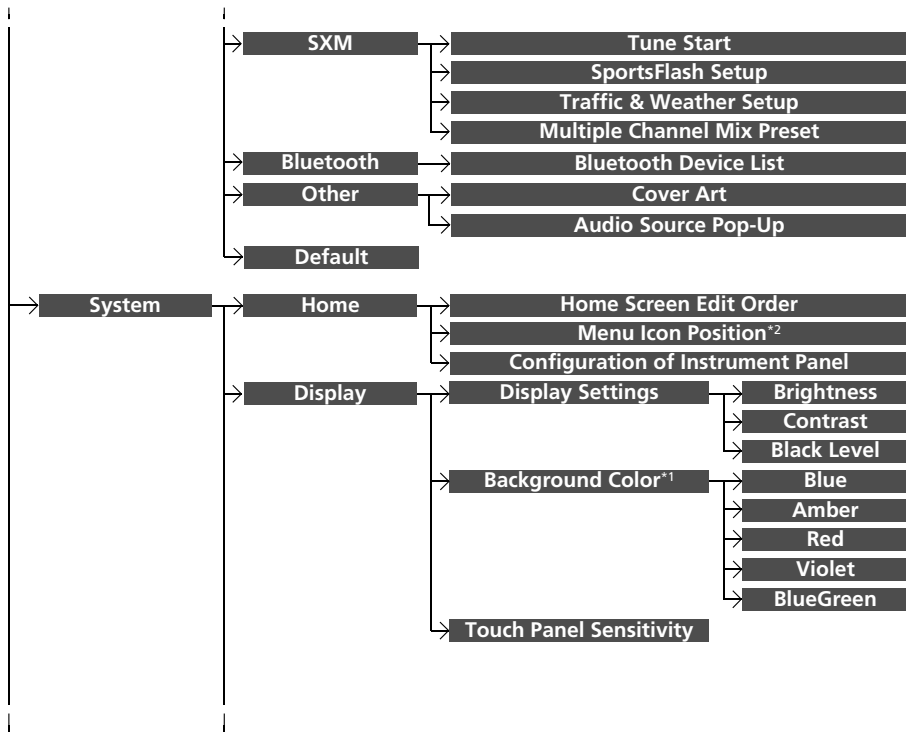 SXM
Tune Start
SportsFlash Setup
Traffic & Weather Setup
Multiple Channel Mix Preset
Bluetooth
Bluetooth Device List
Other
Cover Art
Audio Source Pop-Up
Default
System
Home
Home Screen Edit Order
Menu Icon Position*2
Configuration of Instrument Panel
Display
Display Settings
Brightness
Contrast
Black Level
Background Color*1
Blue
Amber
Red
Violet
BlueGreen
Touch Panel Sensitivity